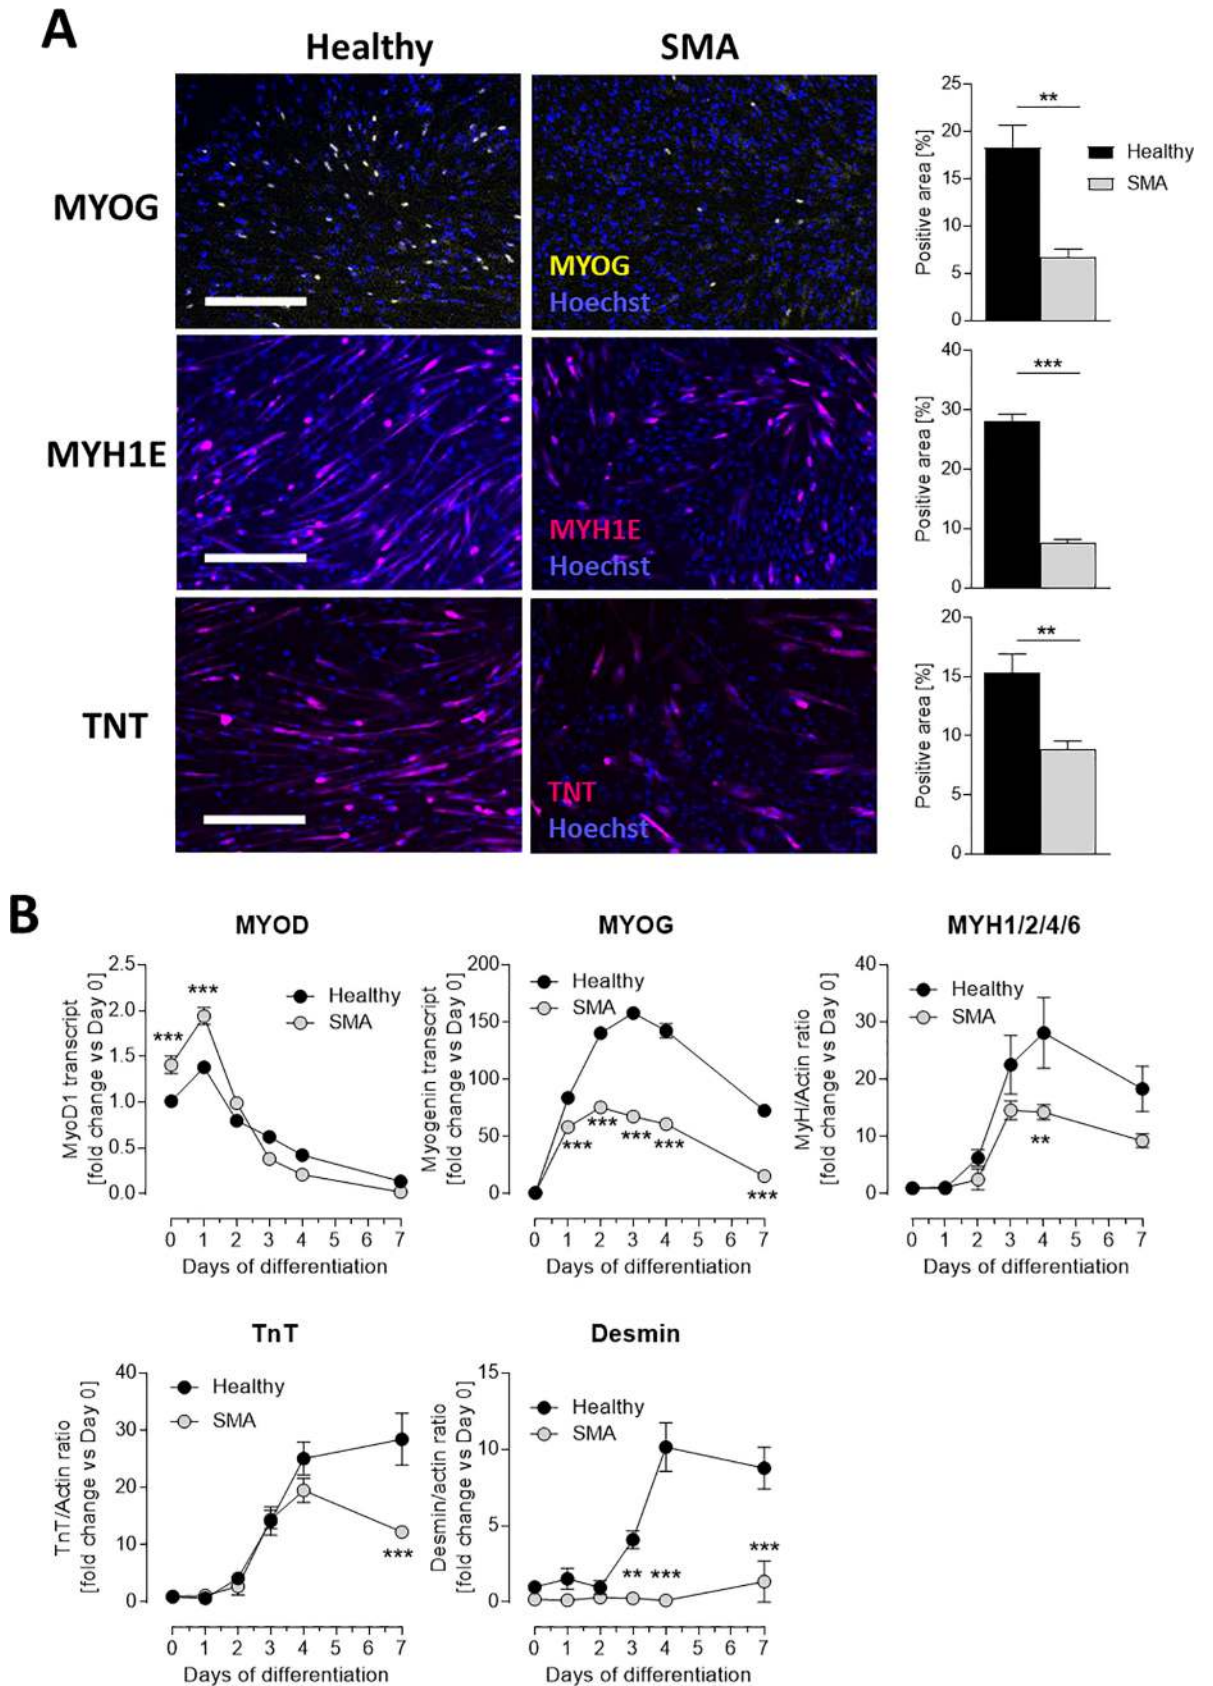 A
Healthy
SMA
MYOG
MYOG
Hoechst
25
20
15
10
5
0
Positive area [%]
**
Healthy
SMA
MYH1E
MYH1E
Hoechst
40
30
20
10
0
Positive area [%]
***
TNT
TNT
Hoechst
20
15
10
5
0
Positive area [%]
**
B
MYOD
MyoD1 transcript
[fold change vs Day 0]
2.5
2.0
1.5
1.0
0.5
0.0
***
***
Healthy
SMA
0 1 2 3 4 5 6 7
Days of differentiation
MYOG
Myogenin transcript
[fold change vs Day 0]
200
150
100
50
0
Healthy
SMA
***
***
***
***
***
0 1 2 3 4 5 6 7
Days of differentiation
MYH1/2/4/6
MyH/Actin ratio
[fold change vs Day 0]
40
30
20
10
0
Healthy
SMA
**
0 1 2 3 4 5 6 7
Days of differentiation
TnT
TnT/Actin ratio
[fold change vs Day 0]
40
30
20
10
0
Healthy
SMA
***
0 1 2 3 4 5 6 7
Days of differentiation
Desmin
Desmin/actin ratio
[fold change vs Day 0]
15
10
5
0
Healthy
SMA
** ***
***
0 1 2 3 4 5 6 7
Days of differentiation